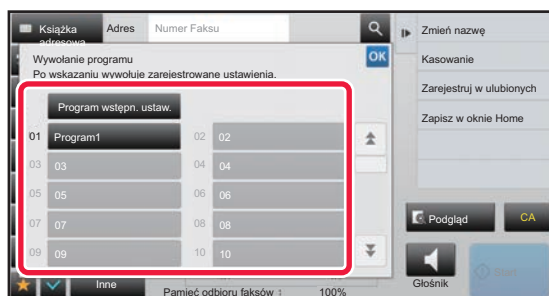 Książka
adresowa
Adres
Numer Faksu
Wywołanie programu
Po wskazaniu wywołuje zarejestrowane ustawienia.
OK
Program wstępn. ustaw.
01 Program1
02 02
03 03
04 04
05 05
06 06
07 07
08 08
09 09
10 10
Zmień nazwę
Kasowanie
Zarejestruj w ulubionych
Zapisz w oknie Home
Podgląd
CA
Głośnik
Start
Inne
Pamięć odbioru faksów :
100%